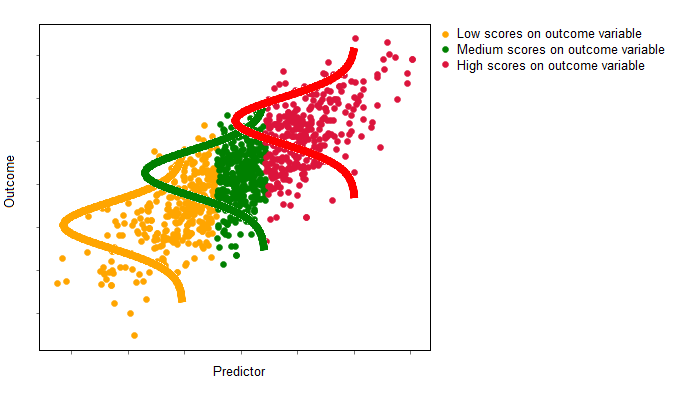 Low scores on outcome variable
Medium scores on outcome variable
High scores on outcome variable
Outcome
Predictor